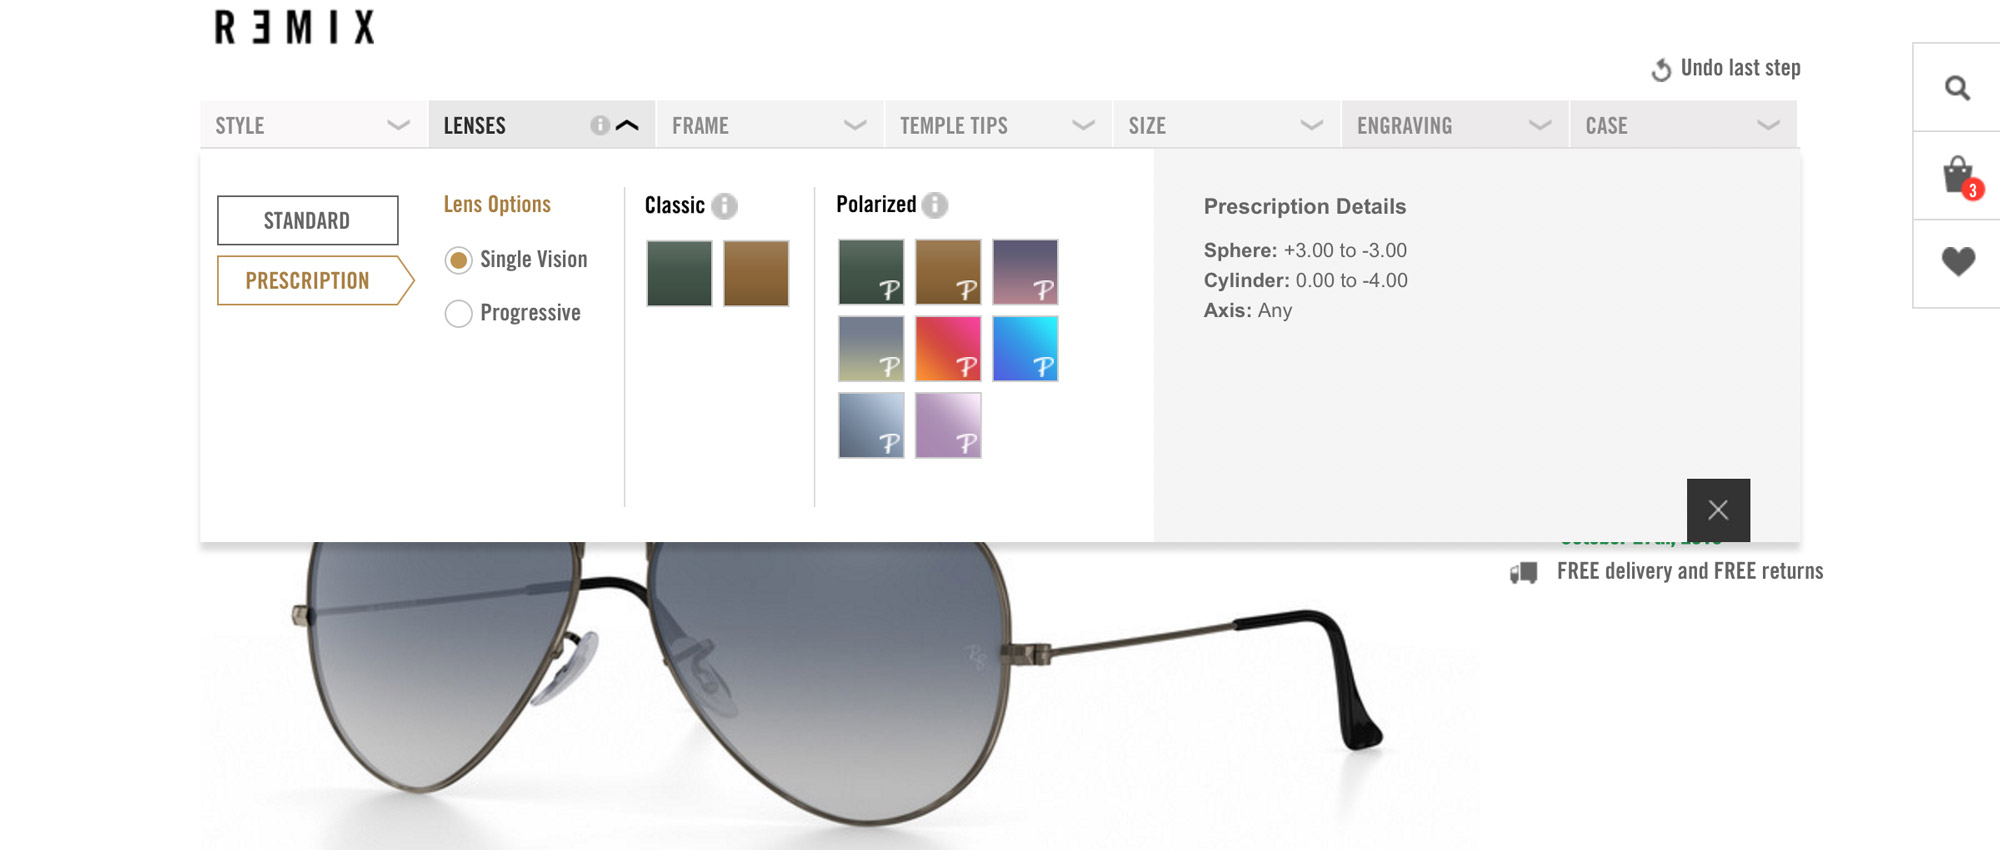 RƎMIX
Undo last step
STYLE
LENSES
FRAME
TEMPLE TIPS
SIZE
ENGRAVING
CASE
STANDARD
PRESCRIPTION
Lens Options
Single Vision
Progressive
Classic
Polarized
P P P
P P P
P P
Prescription Details
Sphere: +3.00 to -3.00
Cylinder: 0.00 to -4.00
Axis: Any
3
FREE delivery and FREE returns